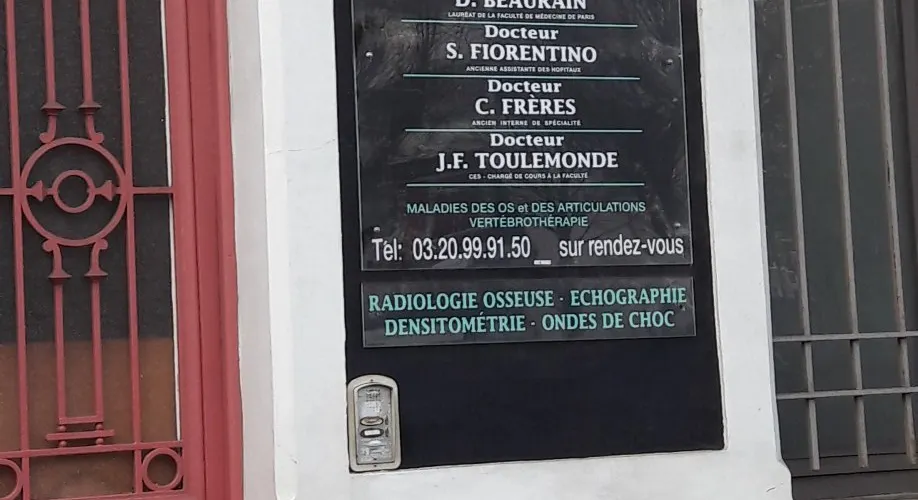 D. BEAURAIN
LAURÉAT DE LA FACULTÉ DE MÉDECINE DE PARIS
Docteur
S. FIORENTINO
ANCIENNE ASSISTANTE DES HOPITAUX
Docteur
C. FRÈRES
ANCIEN INTERNE DE SPÉCIALITÉ
Docteur
J.F. TOULEMONDE
CES - CHARGÉ DE COURS À LA FACULTÉ
MALADIES DES OS et DES ARTICULATIONS
VERTÉBROTHÉRAPIE
Tel: 03.20.99.91.50 sur rendez-vous
RADIOLOGIE OSSEUSE · ECHOGRAPHIE
DENSITOMÉTRIE · ONDES DE CHOC